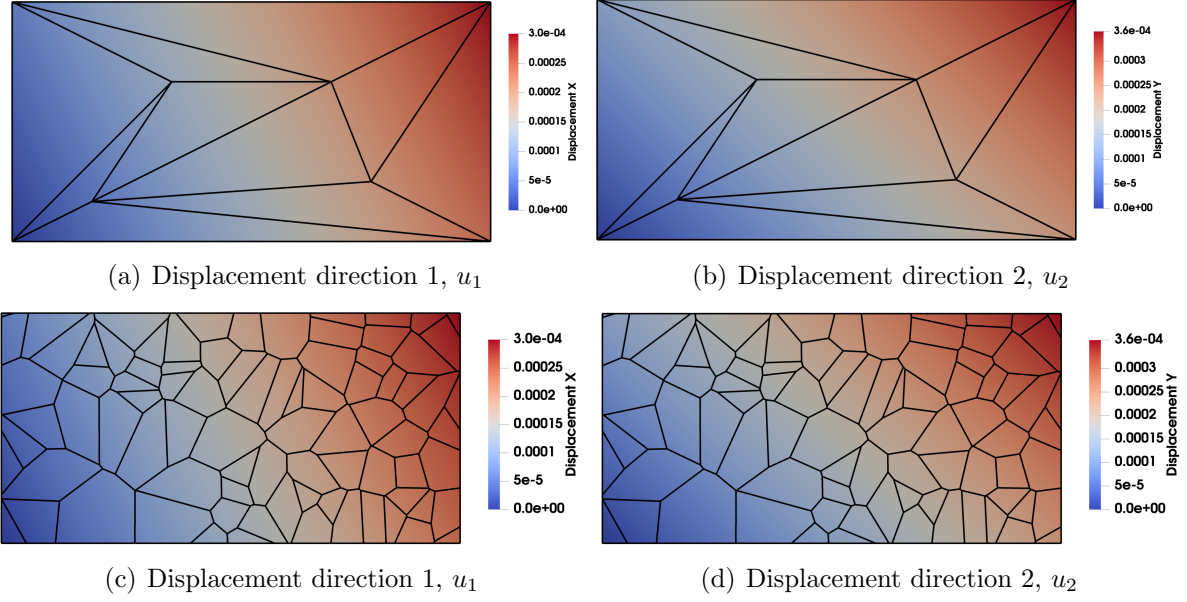 3.0e-04
0.00025
0.0002
0.00015
0.0001
5e-5
0.0e+00
Displacement X
3.6e-04
0.0003
0.00025
0.0002
0.00015
0.0001
5e-5
0.0e+00
Displacement Y
(a) Displacement direction 1, u₁
(b) Displacement direction 2, u₂
3.0e-04
0.00025
0.0002
0.00015
0.0001
5e-5
0.0e+00
Displacement X
3.6e-04
0.0003
0.00025
0.0002
0.00015
0.0001
5e-5
0.0e+00
Displacement Y
(c) Displacement direction 1, u₁
(d) Displacement direction 2, u₂